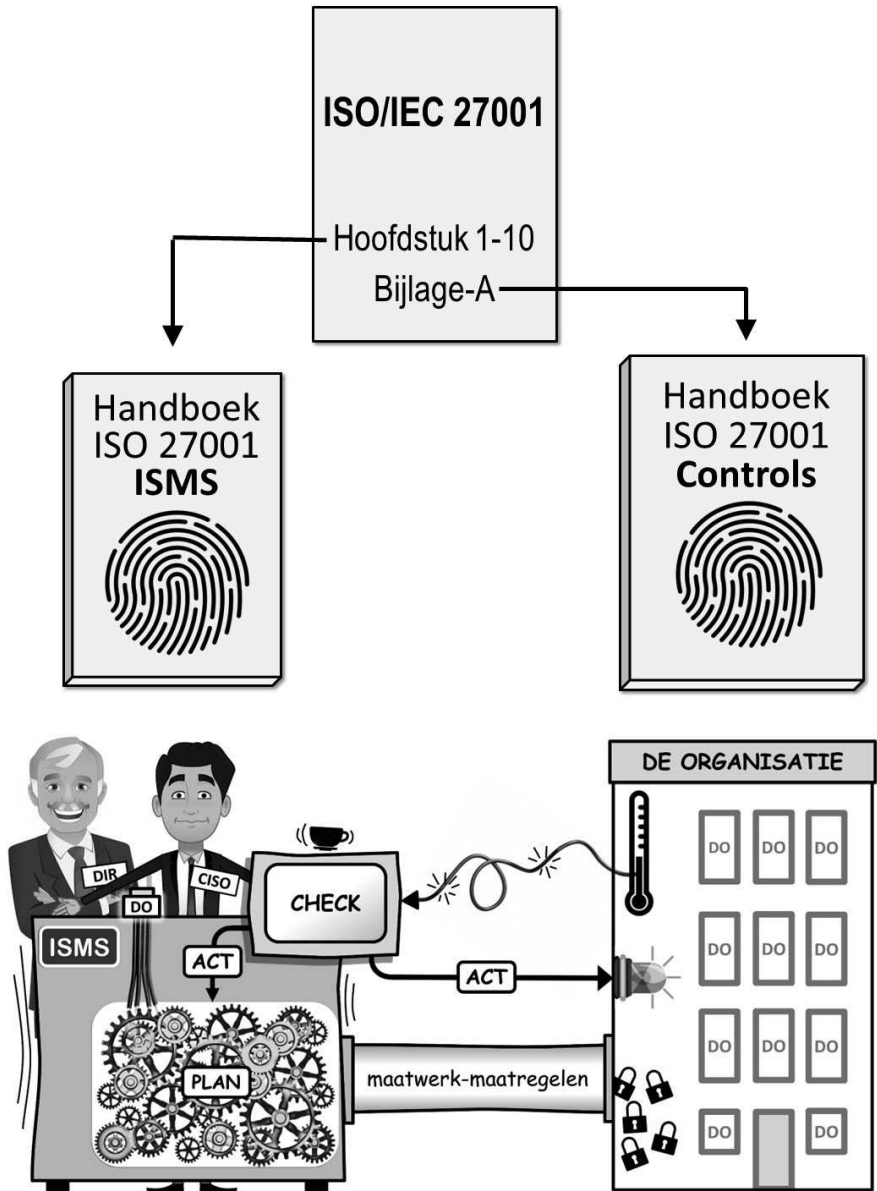 ISO/IEC 27001
Hoofdstuk 1-10
Bijlage-A
Handboek
ISO 27001
ISMS
Handboek
ISO 27001
Controls
DE ORGANISATIE
DIR
CISO
DO
CHECK
ISMS
ACT
ACT
PLAN
maatwerk-maatregelen
DO DO DO
DO DO DO
DO DO DO
DO DO